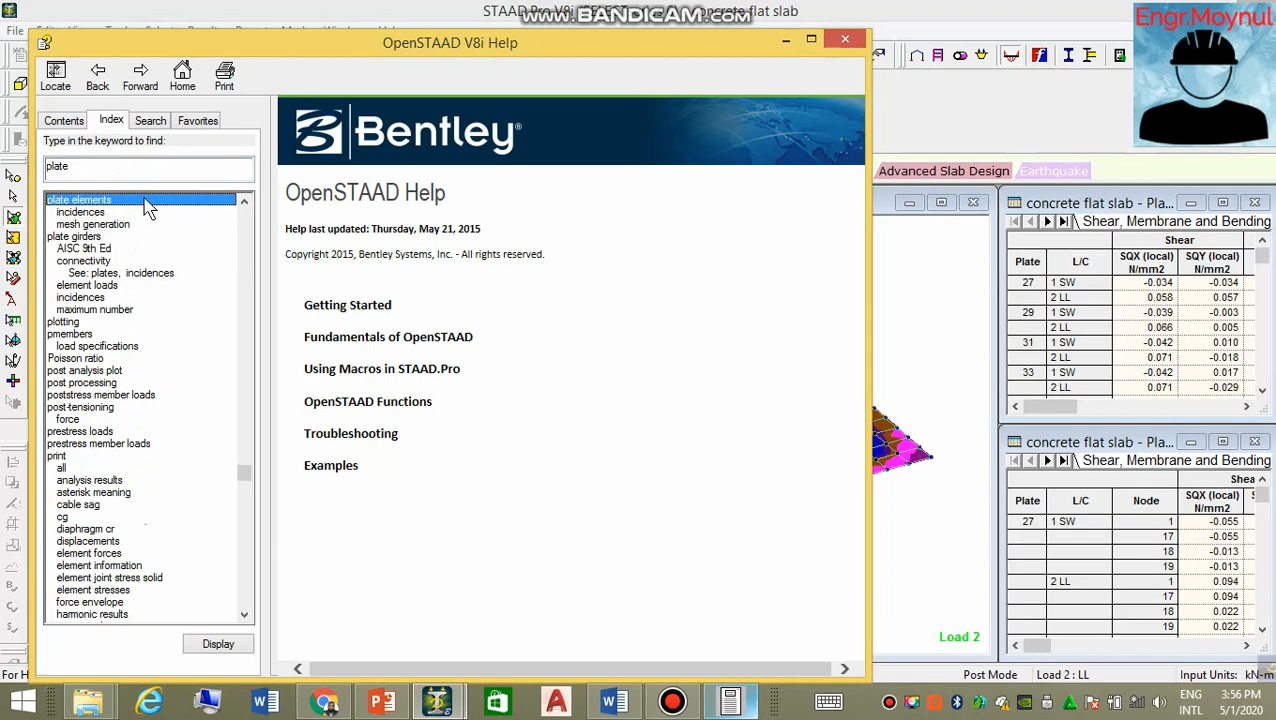 STAAD Pro V8i (SELECT
concrete flat slab
www.BANDICAM.com
Engr.Moynul
OpenSTAAD V8i Help
Locate
Back
Forward
Home
Print
Contents
Index
Search
Favorites
Type in the keyword to find:
plate
plate elements
incidences
mesh generation
plate girders
AISC 9th Ed
connectivity
See: plates, incidences
element loads
incidences
maximum number
plotting
pmembers
load specifications
Poisson ratio
post analysis plot
post processing
poststress member loads
post-tensioning
force
prestress loads
prestress member loads
print
all
analysis results
asterisk meaning
cable sag
cg
diaphragm cr
displacements
element forces
element information
element joint stress solid
element stresses
force envelope
harmonic results
Display
Bentley®
OpenSTAAD Help
Help last updated: Thursday, May 21, 2015
Copyright 2015, Bentley Systems, Inc. - All rights reserved.
Getting Started
Fundamentals of OpenSTAAD
Using Macros in STAAD.Pro
OpenSTAAD Functions
Troubleshooting
Examples
Advanced Slab Design
Earthquake
concrete flat slab - Pla...
Shear, Membrane and Bending
Shear
Plate L/C SQX (local) N/mm2 SQY (local) N/mm2
27 1 SW -0.034 -0.034
2 LL 0.058 0.057
29 1 SW -0.039 -0.003
2 LL 0.066 0.005
31 1 SW -0.042 0.010
2 LL 0.071 -0.018
33 1 SW -0.042 0.017
2 LL 0.071 -0.029
concrete flat slab - Pla...
Shear, Membrane and Bending
Shea
Plate L/C Node SQX (local) N/mm2
27 1 SW 1 -0.055
17 -0.055
18 -0.013
19 -0.013
2 LL 1 0.094
17 0.094
18 0.022
19 0.022
Load 2
For H
Post Mode
Load 2 : LL
Input Units:
kN-m
ENG
INTL
3:56 PM
5/1/2020